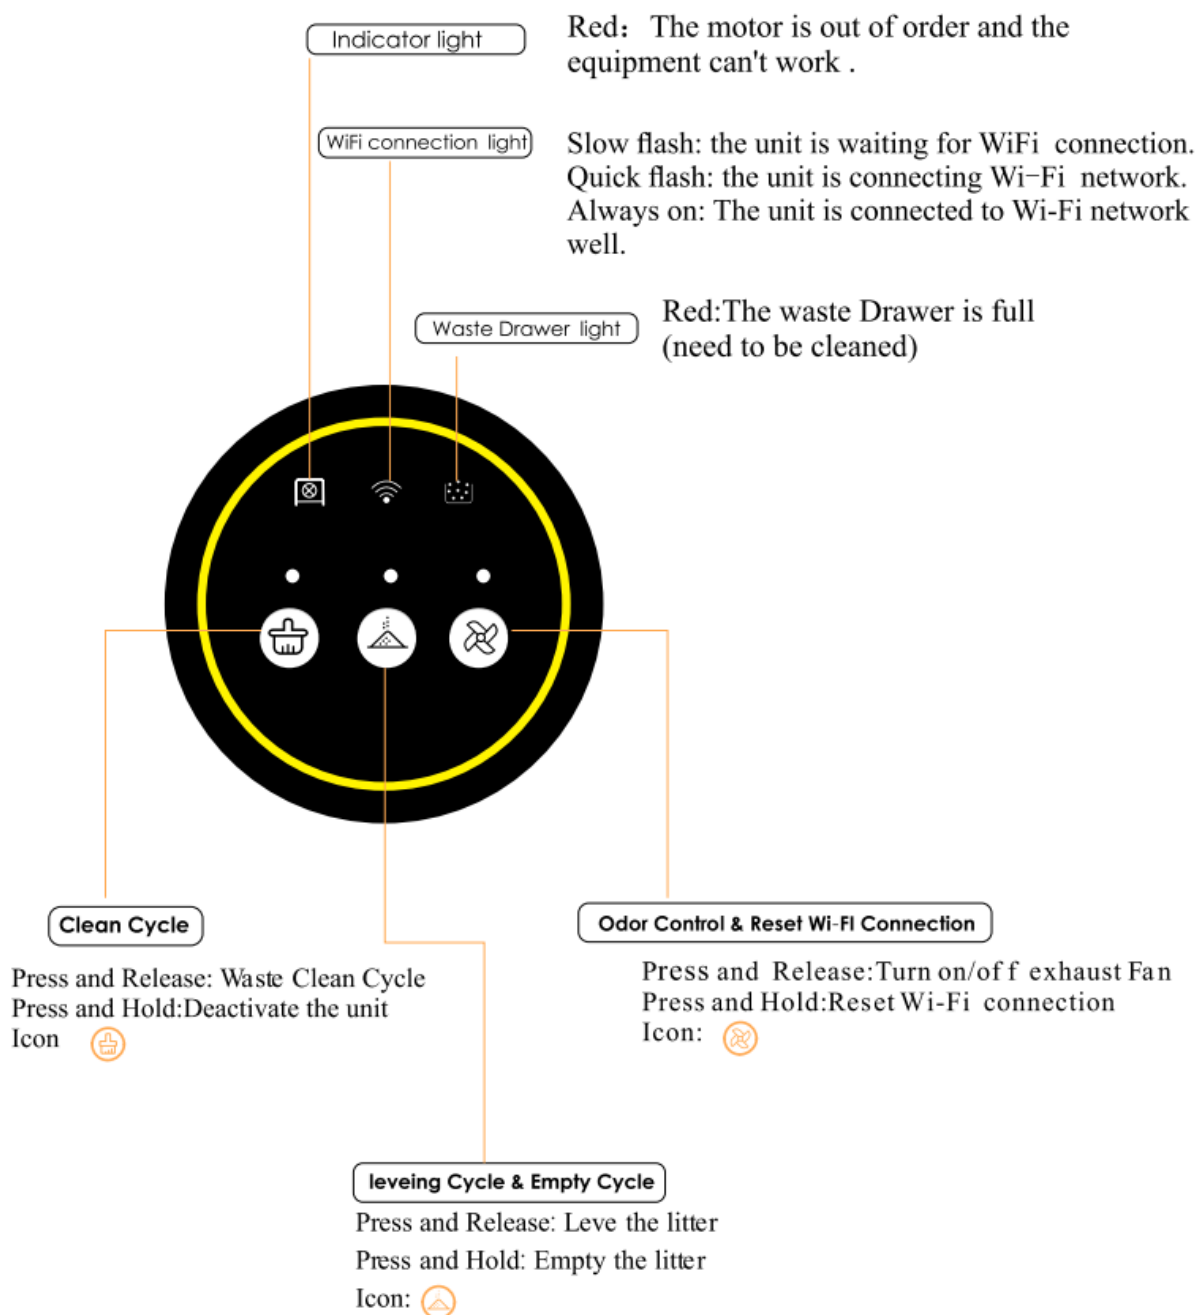 Indicator light
Red： The motor is out of order and the
equipment can't work .
WiFi connection light
Slow flash: the unit is waiting for WiFi connection.
Quick flash: the unit is connecting Wi-Fi network.
Always on: The unit is connected to Wi-Fi network
well.
Waste Drawer light
Red:The waste Drawer is full
(need to be cleaned)
Clean Cycle
Press and Release: Waste Clean Cycle
Press and Hold:Deactivate the unit
Icon
Odor Control & Reset Wi-FI Connection
Press and Release:Turn on/off exhaust Fan
Press and Hold:Reset Wi-Fi connection
Icon:
leveing Cycle & Empty Cycle
Press and Release: Leve the litter
Press and Hold: Empty the litter
Icon: